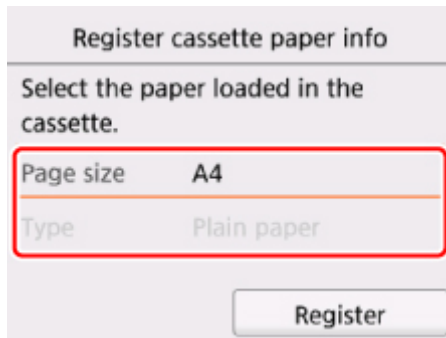 Register cassette paper info
Select the paper loaded in the
cassette.
Page size A4
Type Plain paper
Register